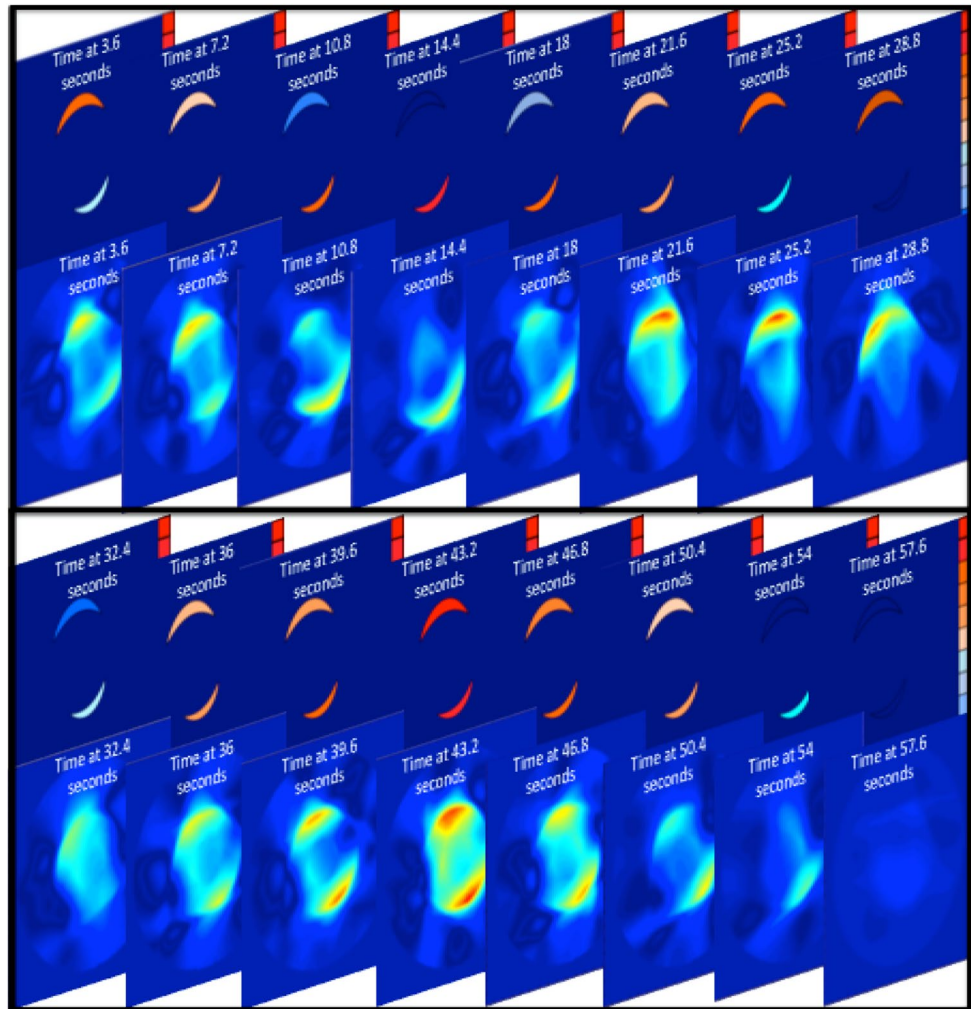 Time at 3.6
seconds
Time at 7.2
seconds
Time at 10.8
seconds
Time at 14.4
seconds
Time at 18
seconds
Time at 21.6
seconds
Time at 25.2
seconds
Time at 28.8
seconds
Time at 3.6
seconds
Time at 7.2
seconds
Time at 10.8
seconds
Time at 14.4
seconds
Time at 18
seconds
Time at 21.6
seconds
Time at 25.2
seconds
Time at 28.8
seconds
Time at 32.4
seconds
Time at 36
seconds
Time at 39.6
seconds
Time at 43.2
seconds
Time at 46.8
seconds
Time at 50.4
seconds
Time at 54
seconds
Time at 57.6
seconds
Time at 32.4
seconds
Time at 36
seconds
Time at 39.6
seconds
Time at 43.2
seconds
Time at 46.8
seconds
Time at 50.4
seconds
Time at 54
seconds
Time at 57.6
seconds